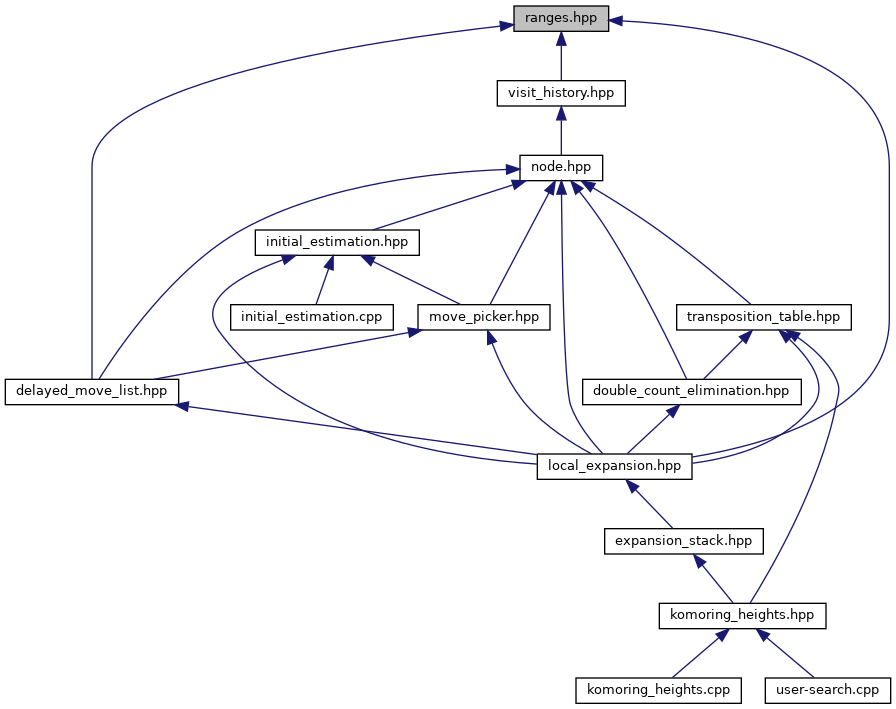 ranges.hpp
visit_history.hpp
node.hpp
initial_estimation.hpp
initial_estimation.cpp
move_picker.hpp
transposition_table.hpp
delayed_move_list.hpp
double_count_elimination.hpp
local_expansion.hpp
expansion_stack.hpp
komoring_heights.hpp
komoring_heights.cpp
user-search.cpp